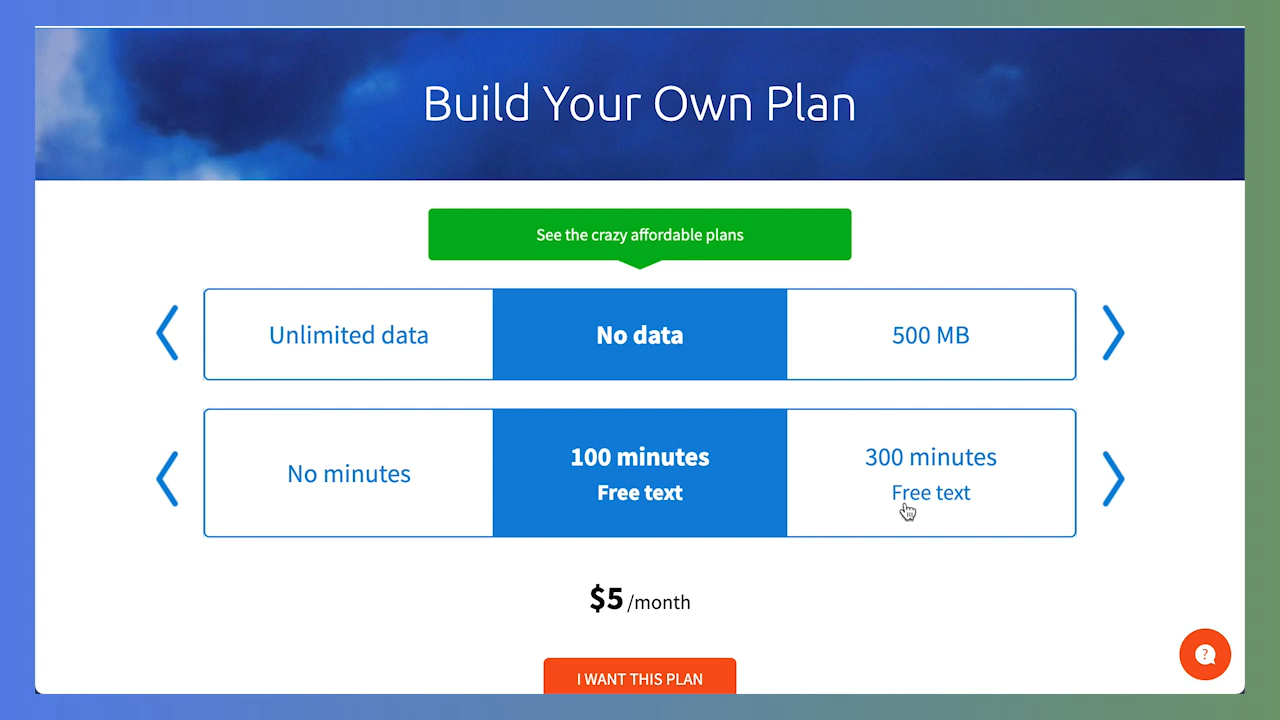 Build Your Own Plan
See the crazy affordable plans
Unlimited data
No data
500 MB
No minutes
100 minutes
Free text
300 minutes
Free text
$5 /month
I WANT THIS PLAN
?